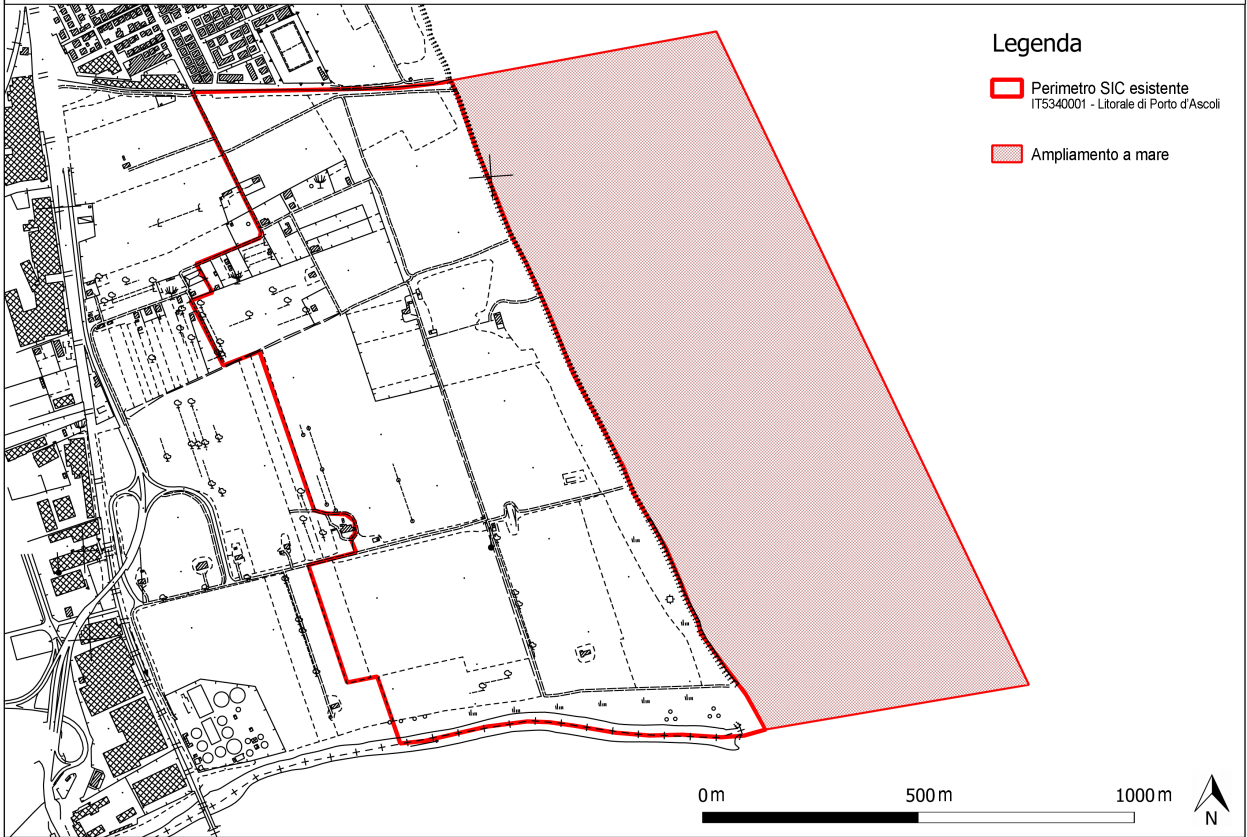 Legenda
Perimetro SIC esistente
IT5340001 - Litorale di Porto d'Ascoli
Ampliamento a mare
0 m 500 m 1000 m
N